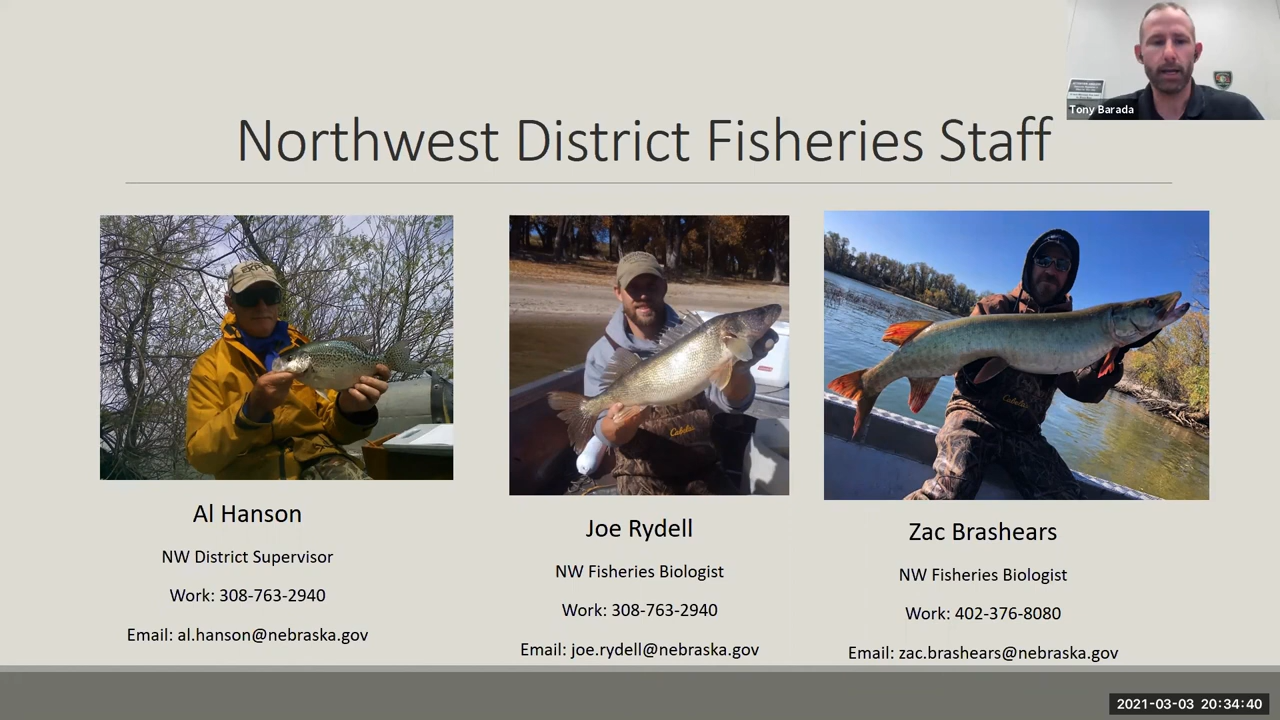 Tony Barada
Northwest District Fisheries Staff
Al Hanson
NW District Supervisor
Work: 308-763-2940
Email: al.hanson@nebraska.gov
Joe Rydell
NW Fisheries Biologist
Work: 308-763-2940
Email: joe.rydell@nebraska.gov
Zac Brashears
NW Fisheries Biologist
Work: 402-376-8080
Email: zac.brashears@nebraska.gov
2021-03-03 20:34:40